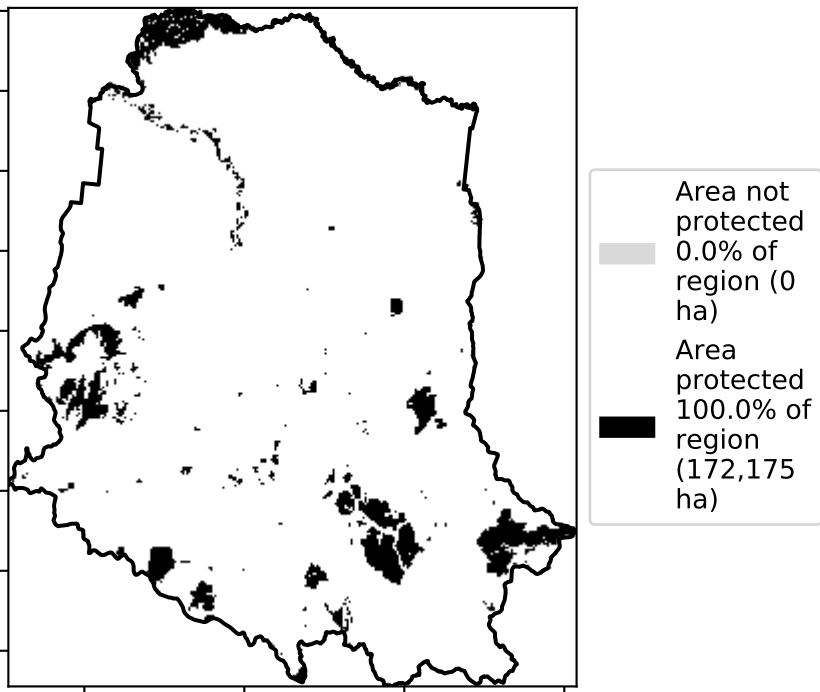 Area not
protected
0.0% of
region (0
ha)
Area
protected
100.0% of
region
(172,175
ha)